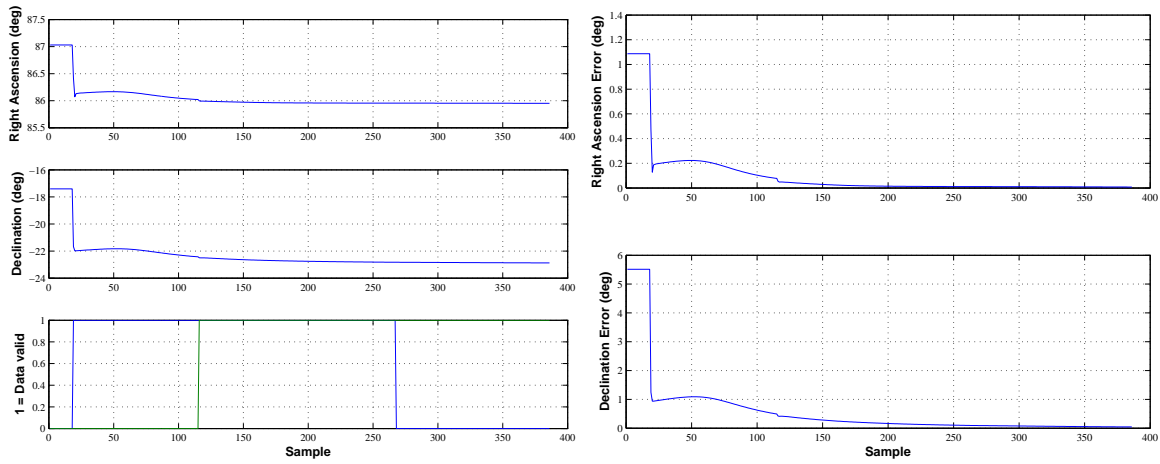 87.5
87
86.5
86
85.5
Right Ascension (deg)
0 50 100 150 200 250 300 350 400
−16
−18
−20
−22
−24
Declination (deg)
0 50 100 150 200 250 300 350 400
1
0.8
0.6
0.4
0.2
0
1 = Data valid
0 50 100 150 200 250 300 350 400
Sample
1.4
1.2
1
0.8
0.6
0.4
0.2
0
Right Ascension Error (deg)
0 50 100 150 200 250 300 350 400
6
5
4
3
2
1
0
Declination Error (deg)
0 50 100 150 200 250 300 350 400
Sample